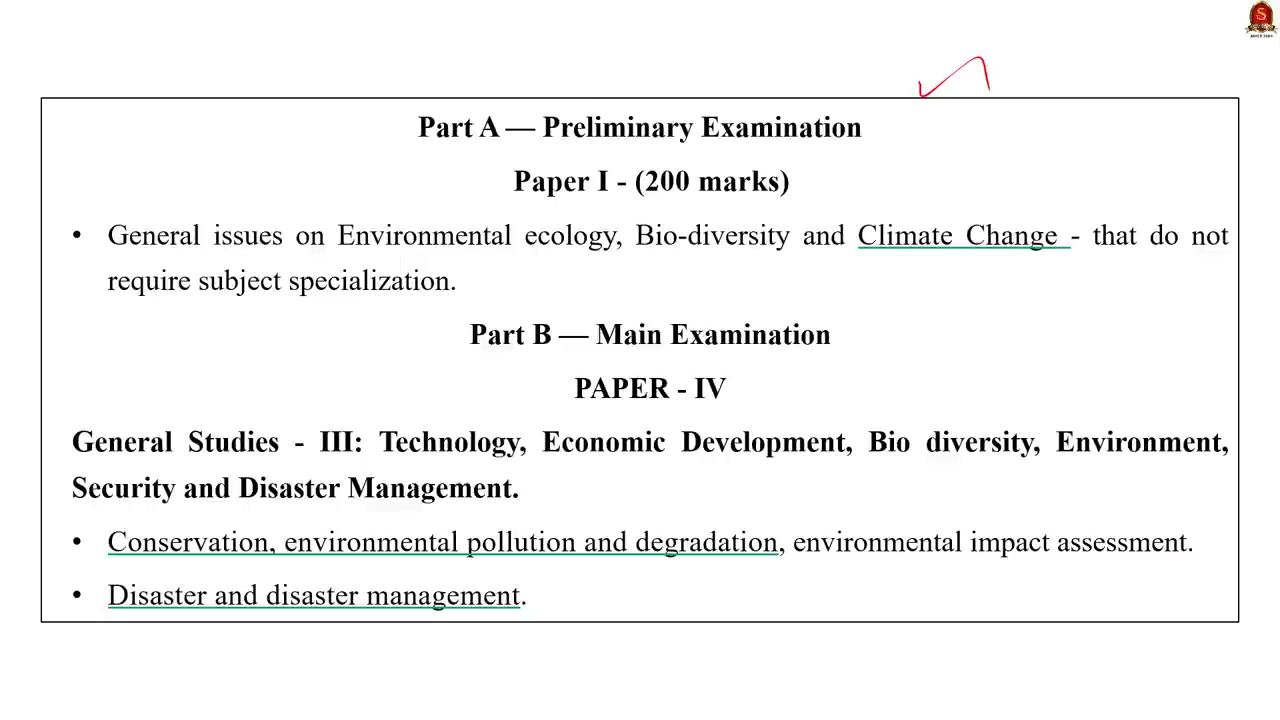 Part A — Preliminary Examination
Paper I - (200 marks)
• General issues on Environmental ecology, Bio-diversity and Climate Change - that do not
require subject specialization.
Part B — Main Examination
PAPER - IV
General Studies - III: Technology, Economic Development, Bio diversity, Environment,
Security and Disaster Management.
• Conservation, environmental pollution and degradation, environmental impact assessment.
• Disaster and disaster management.